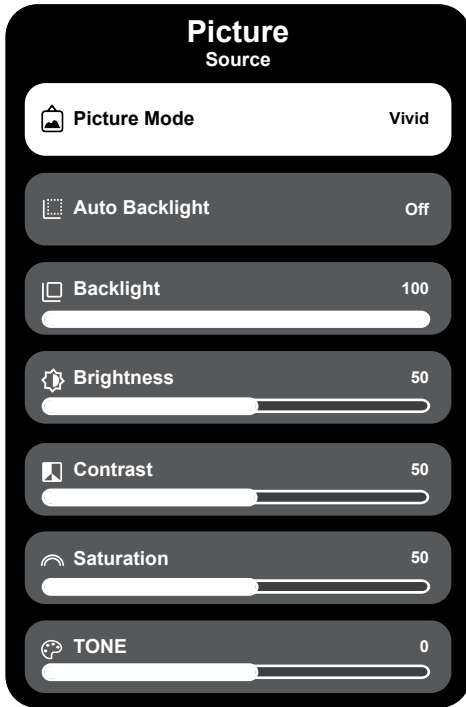 Picture
Source
Picture Mode Vivid
Auto Backlight Off
Backlight 100
Brightness 50
Contrast 50
Saturation 50
TONE 0